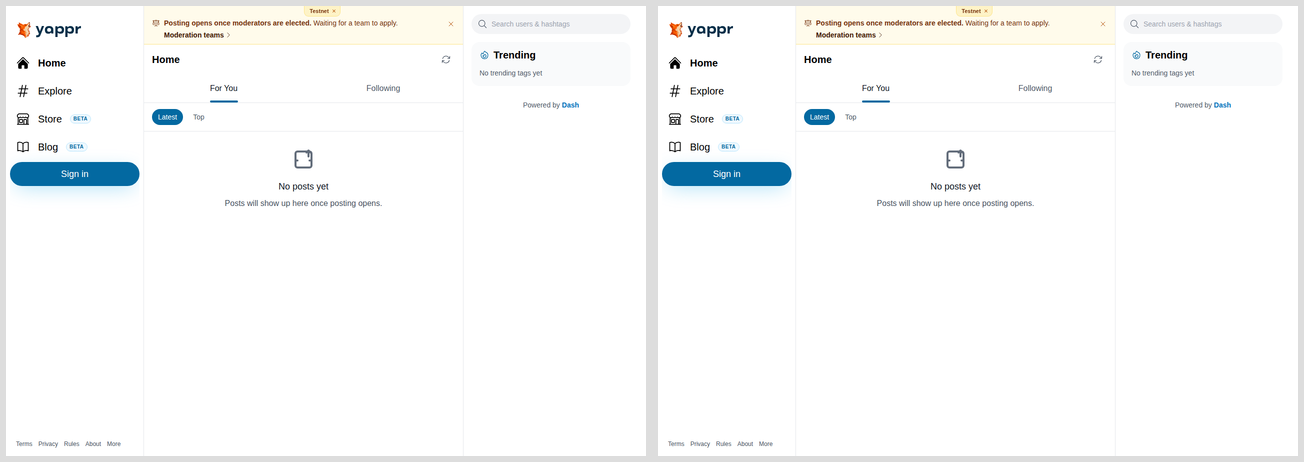 yappr
Home
Explore
Store BETA
Blog BETA
Sign in
Terms Privacy Rules About More
Testnet ×
Posting opens once moderators are elected. Waiting for a team to apply.
Moderation teams
Home
For You Following
Latest Top
No posts yet
Posts will show up here once posting opens.
Search users & hashtags
Trending
No trending tags yet
Powered by Dash
yappr
Home
Explore
Store BETA
Blog BETA
Sign in
Terms Privacy Rules About More
Testnet ×
Posting opens once moderators are elected. Waiting for a team to apply.
Moderation teams
Home
For You Following
Latest Top
No posts yet
Posts will show up here once posting opens.
Search users & hashtags
Trending
No trending tags yet
Powered by Dash